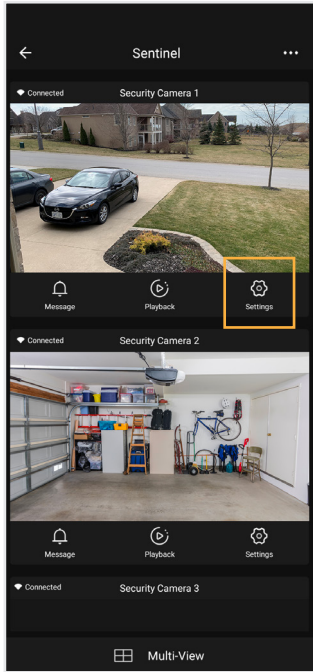 Sentinel
Connected Security Camera 1
Message Playback Settings
Connected Security Camera 2
Message Playback Settings
Connected Security Camera 3
Multi-View